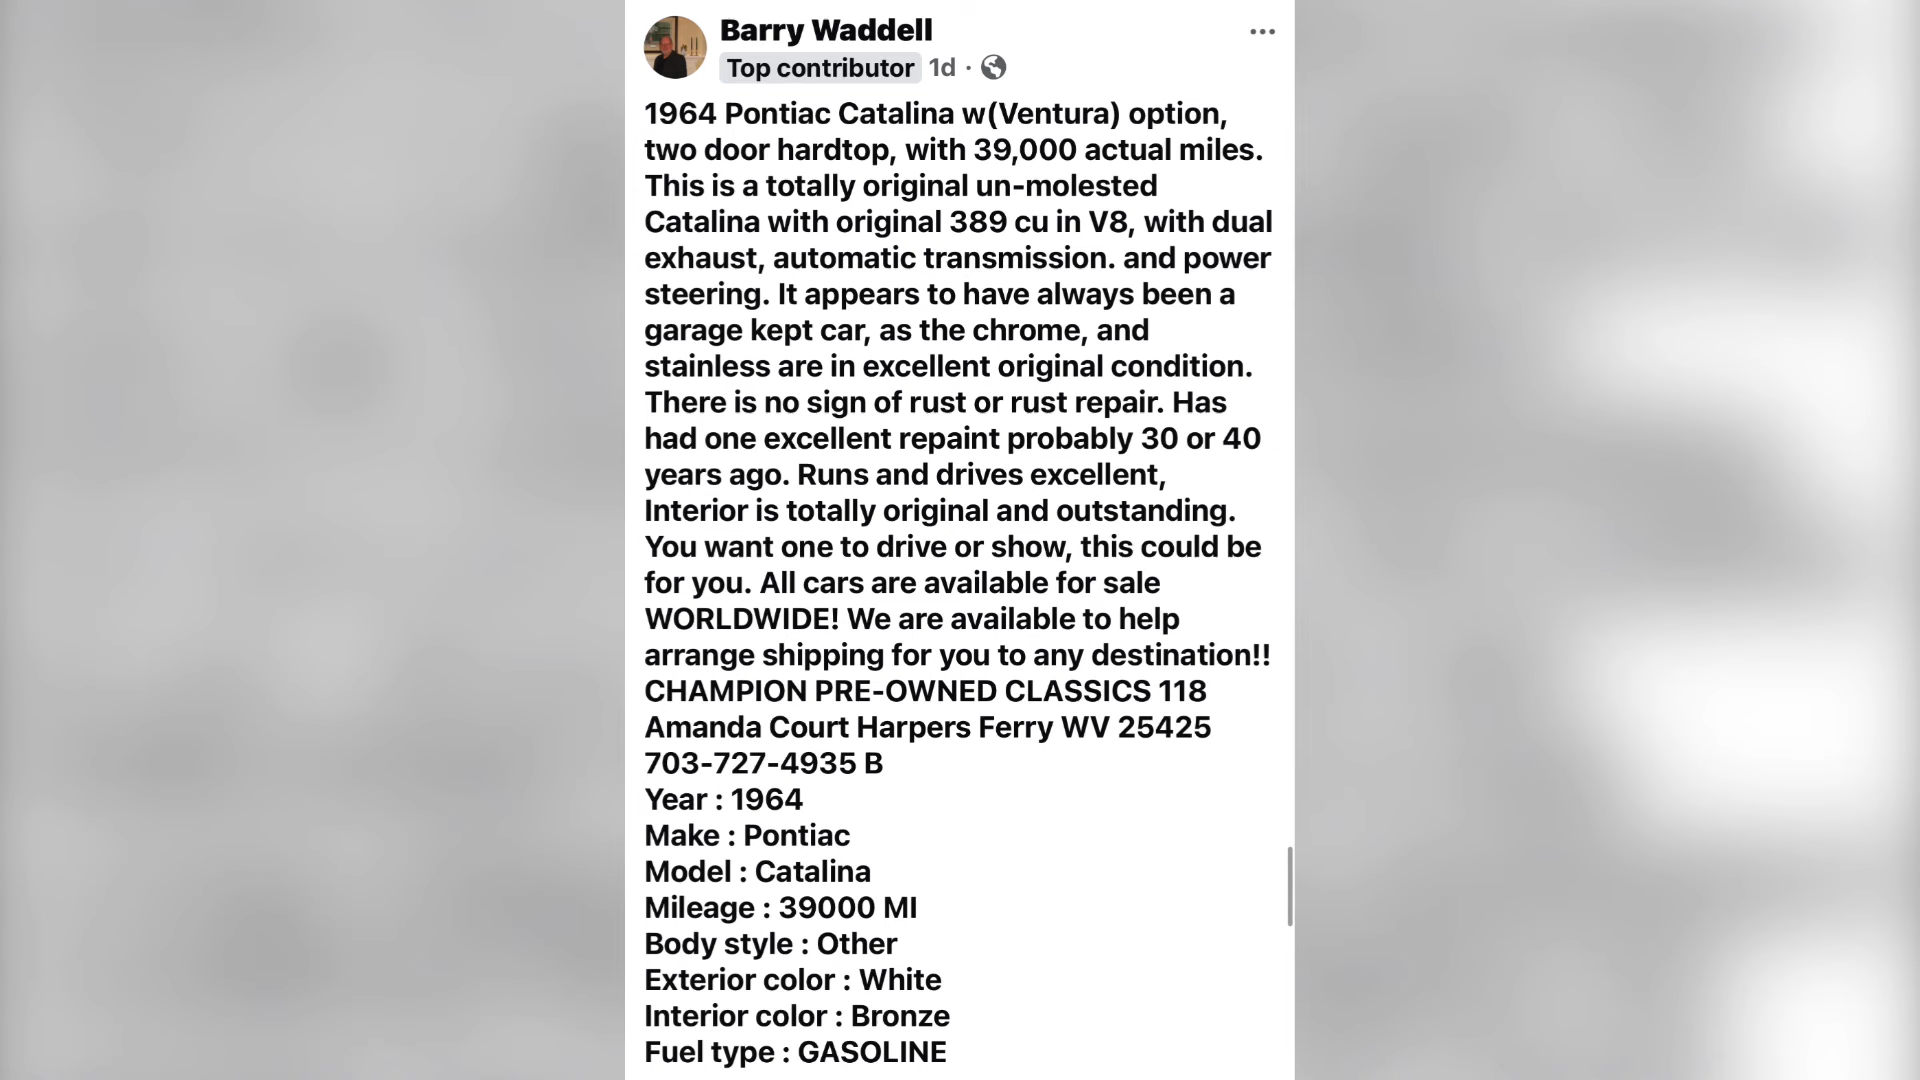 Barry Waddell
Top contributor 1d ·
1964 Pontiac Catalina w(Ventura) option,
two door hardtop, with 39,000 actual miles.
This is a totally original un-molested
Catalina with original 389 cu in V8, with dual
exhaust, automatic transmission. and power
steering. It appears to have always been a
garage kept car, as the chrome, and
stainless are in excellent original condition.
There is no sign of rust or rust repair. Has
had one excellent repaint probably 30 or 40
years ago. Runs and drives excellent,
Interior is totally original and outstanding.
You want one to drive or show, this could be
for you. All cars are available for sale
WORLDWIDE! We are available to help
arrange shipping for you to any destination!!
CHAMPION PRE-OWNED CLASSICS 118
Amanda Court Harpers Ferry WV 25425
703-727-4935 B
Year : 1964
Make : Pontiac
Model : Catalina
Mileage : 39000 MI
Body style : Other
Exterior color : White
Interior color : Bronze
Fuel type : GASOLINE